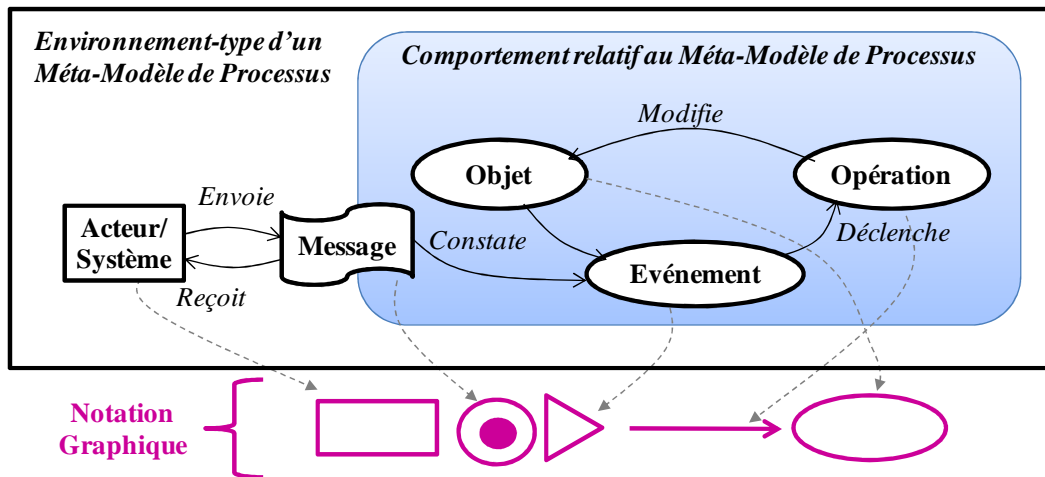 Environnement-type d'un
Méta-Modèle de Processus
Comportement relatif au Méta-Modèle de Processus
Modifie
Objet
Opération
Envoie
Acteur/
Système
Message
Constate
Déclenche
Evénement
Reçoit
Notation
Graphique